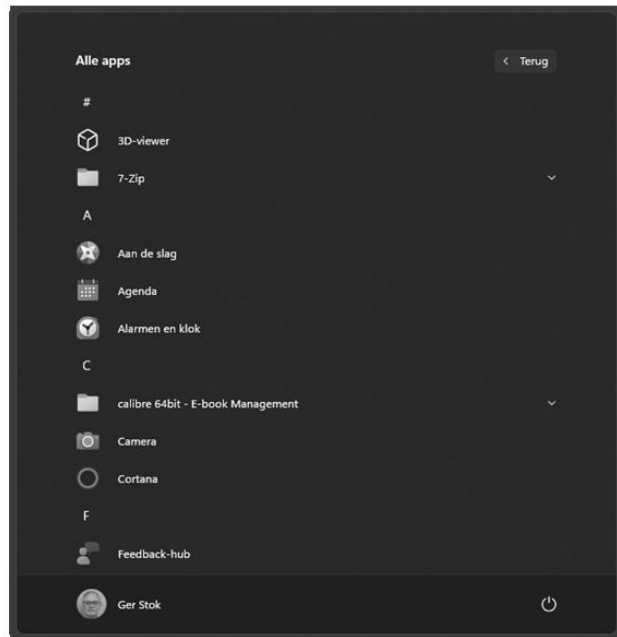 Alle apps
Terug
#
3D-viewer
7-Zip
A
Aan de slag
Agenda
Alarmen en klok
C
calibre 64bit - E-book Management
Camera
Cortana
F
Feedback-hub
Ger Stok